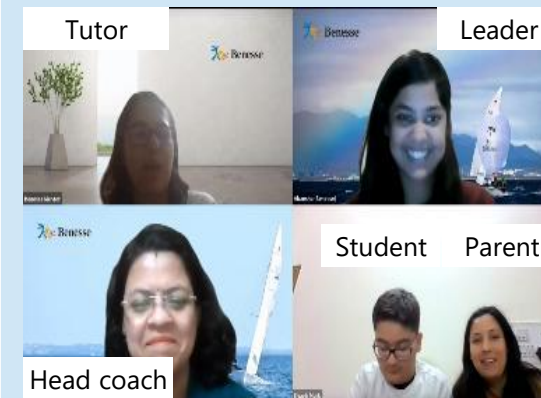 Tutor
Leader
Benesse
Benesse
Benesse
Student Parent
Head coach